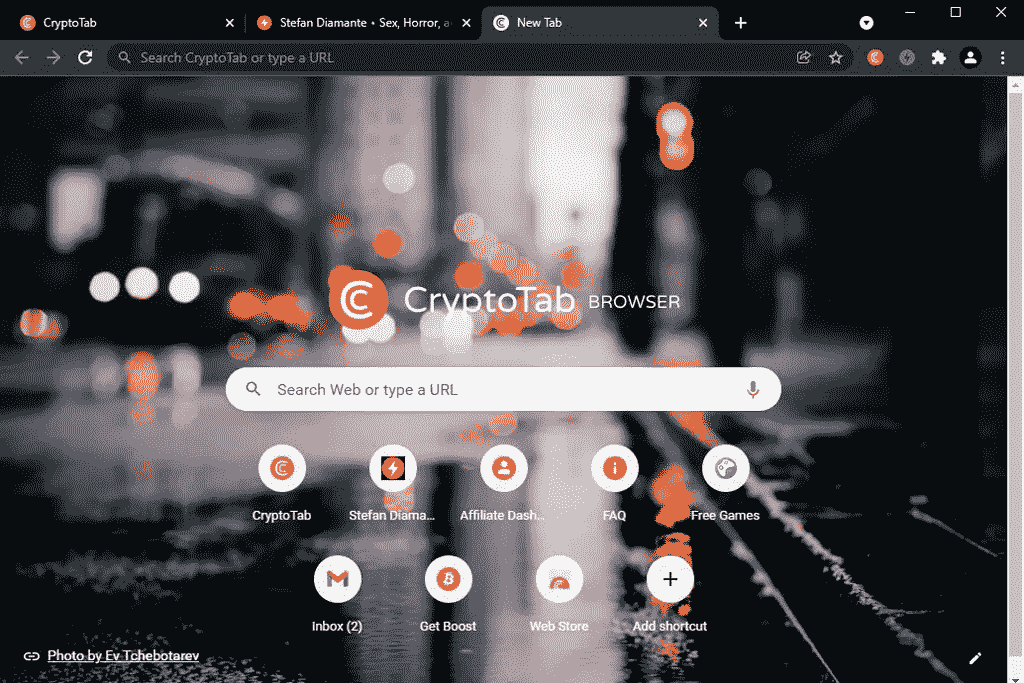 CryptoTab
Stefan Diamante • Sex, Horror, a
New Tab
Search CryptoTab or type a URL
CryptoTab BROWSER
Search Web or type a URL
CryptoTab
Stefan Diama...
Affiliate Dash...
FAQ
Free Games
Inbox (2)
Get Boost
Web Store
Add shortcut
Photo by Ev Tchebotarev